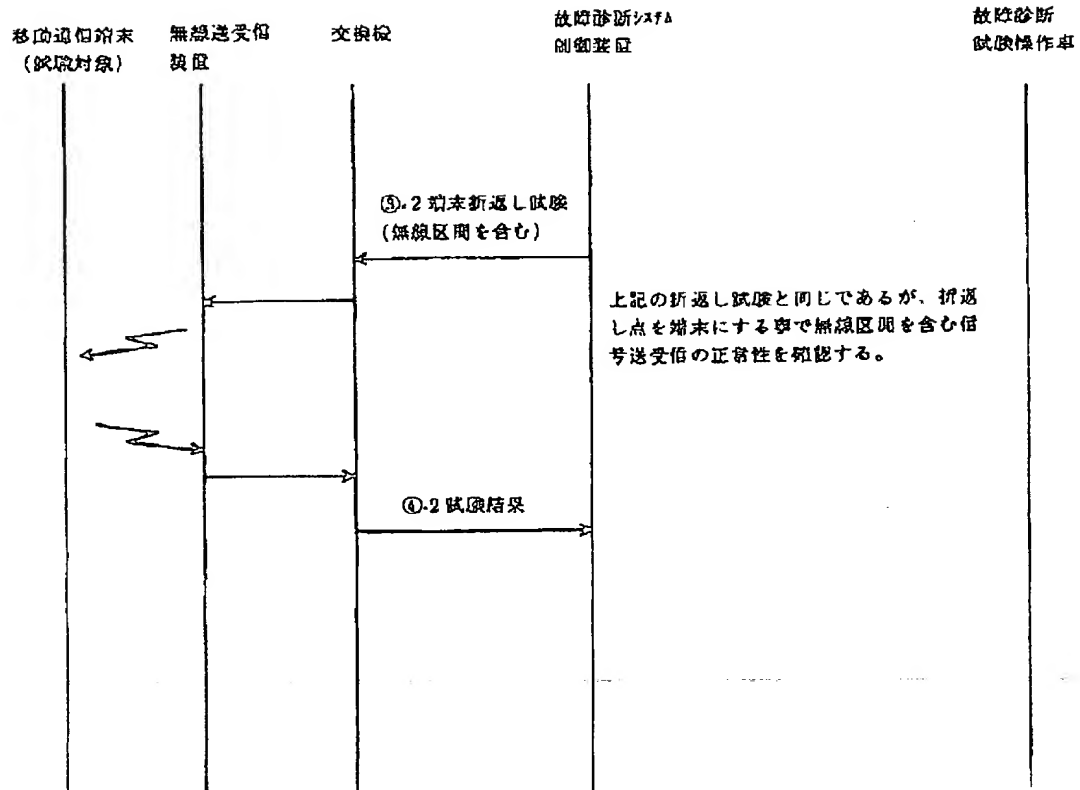 移動通信端末
(試験対象)
無線送受信
装置
交換機
故障診断システム
制御装置
故障診断
試験操作卓
③.2 端末折返し試験
(無線区間を含む)
上記の折返し試験と同じであるが、折返
し点を端末にする事で無線区間を含む信
号送受信の正常性を確認する。
④.2 試験結果